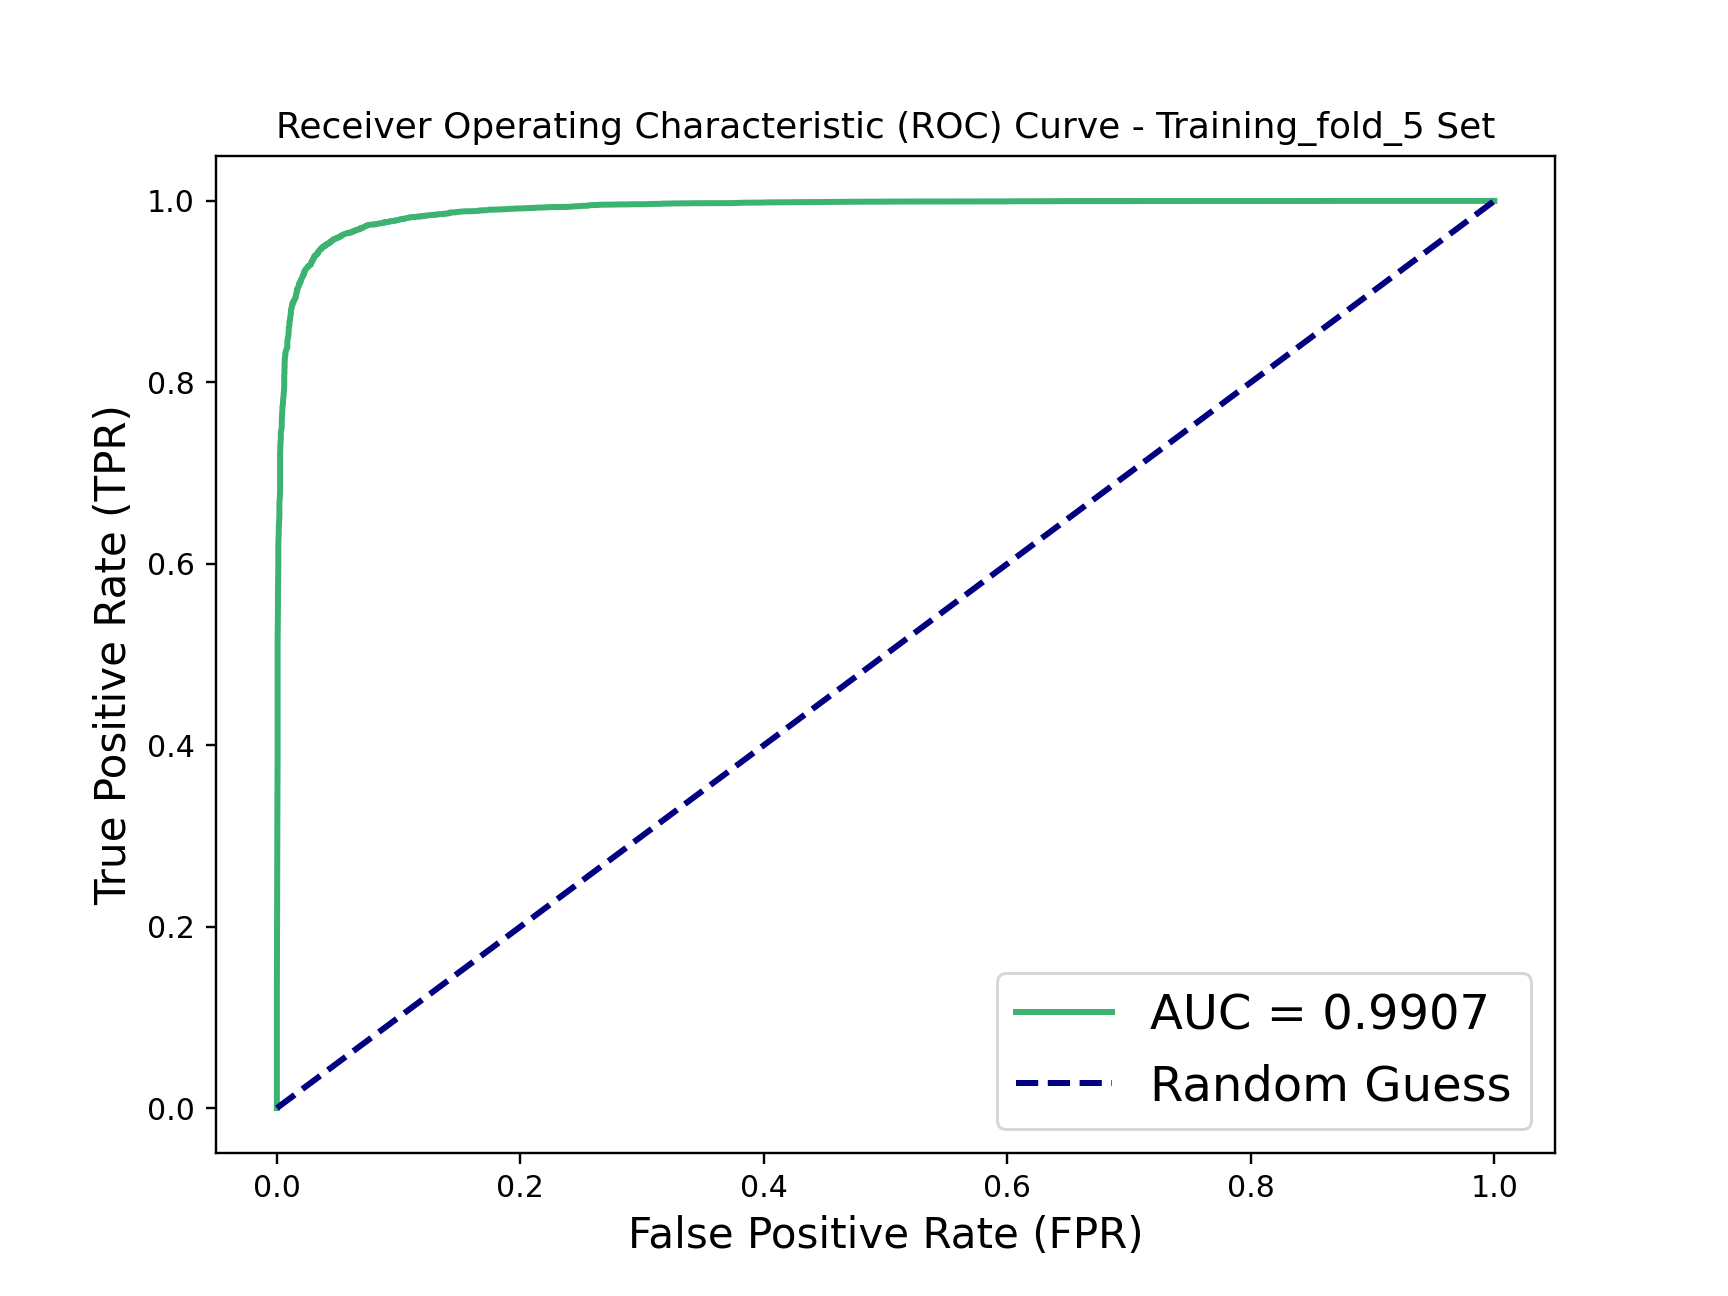 Receiver Operating Characteristic (ROC) Curve - Training_fold_5 Set
True Positive Rate (TPR)
1.0
0.8
0.6
0.4
0.2
0.0
AUC = 0.9907
Random Guess
0.0 0.2 0.4 0.6 0.8 1.0
False Positive Rate (FPR)